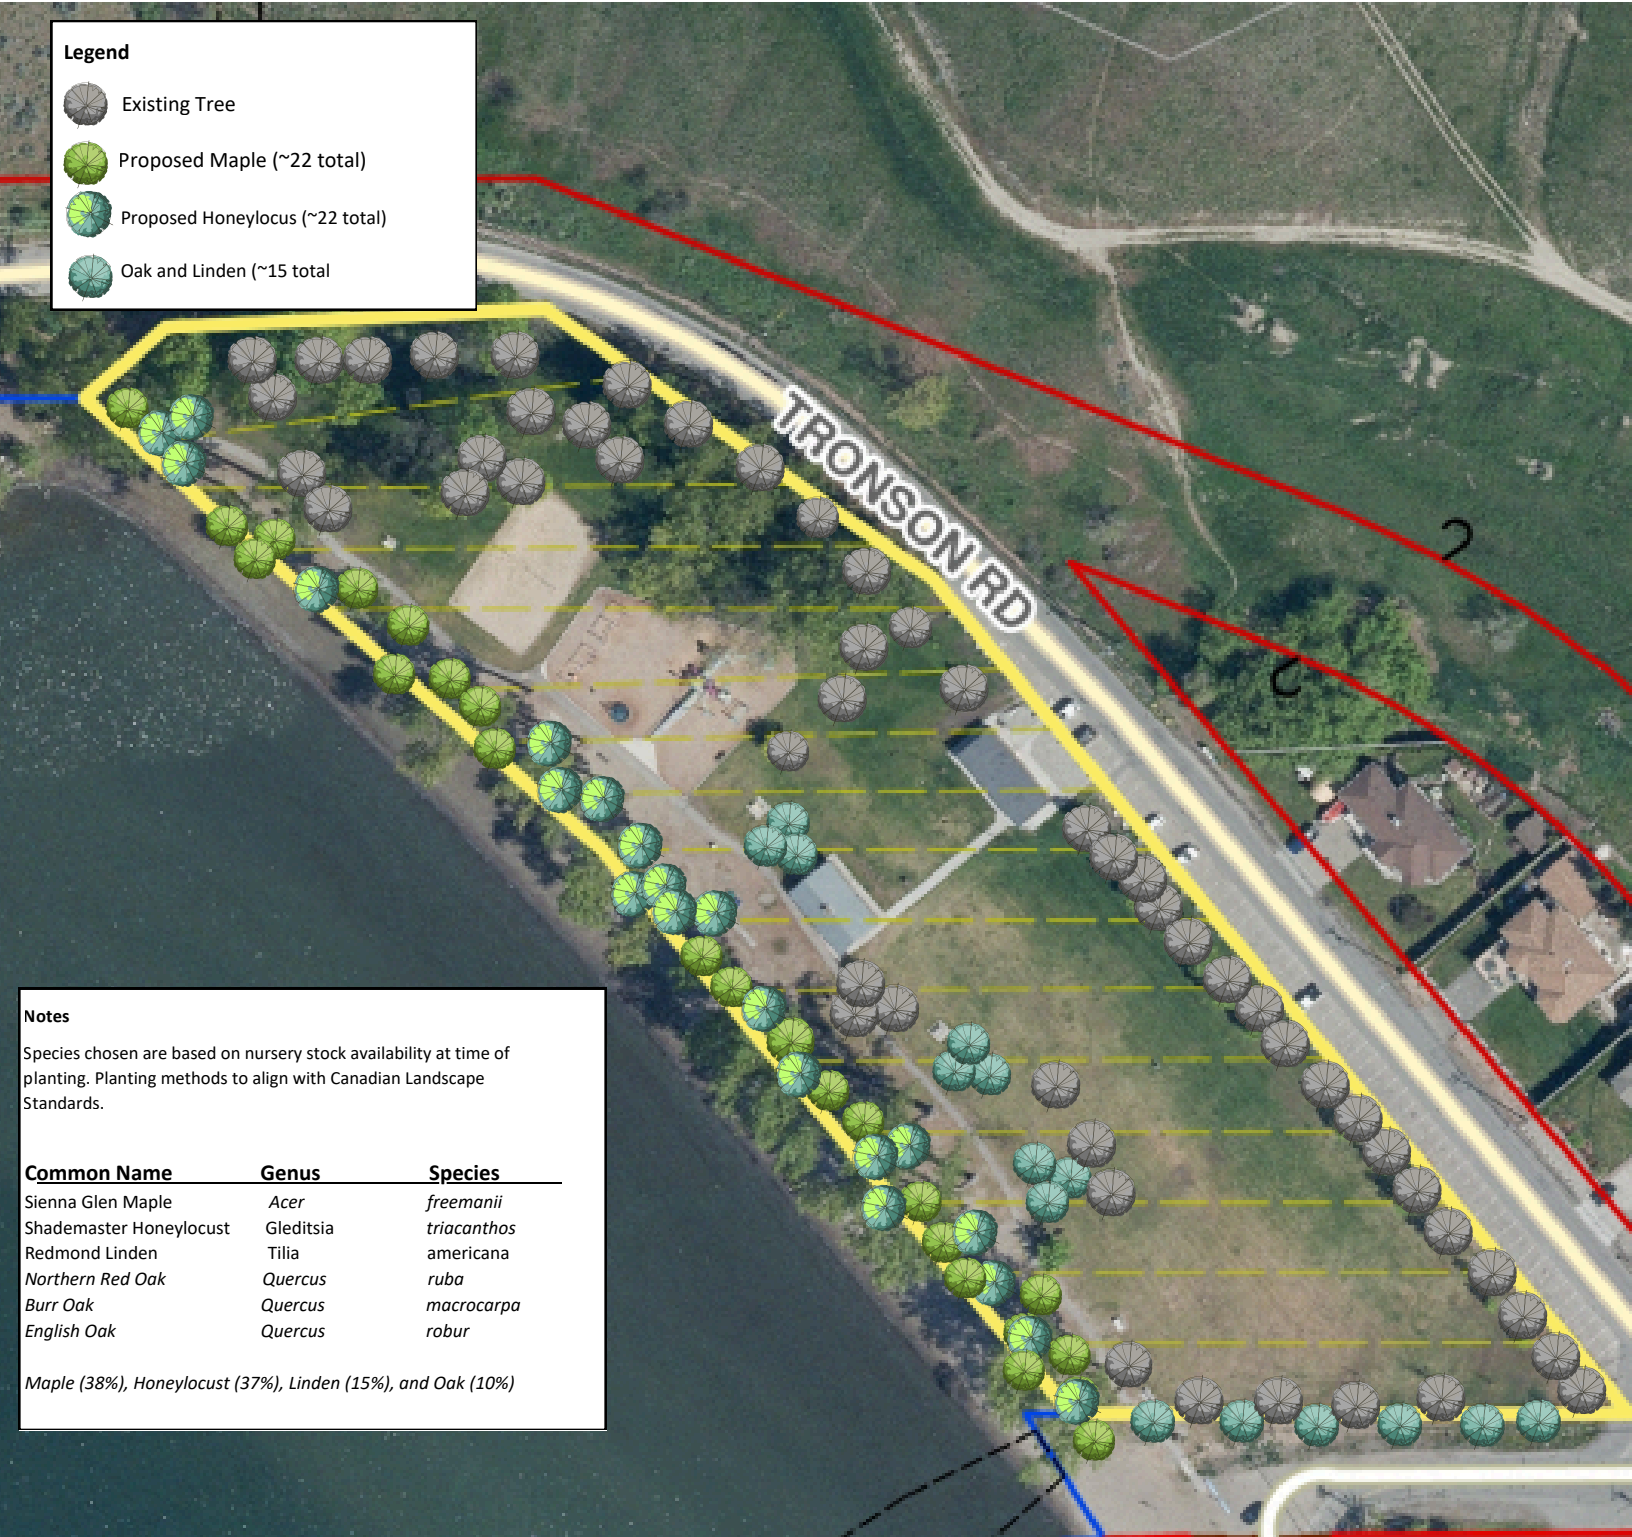 Legend
Existing Tree
Proposed Maple (~22 total)
Proposed Honeylocus (~22 total)
Oak and Linden (~15 total
TRONSON RD
Notes
Species chosen are based on nursery stock availability at time of
planting. Planting methods to align with Canadian Landscape
Standards.
Common Name Genus Species
Sienna Glen Maple Acer freemanii
Shademaster Honeylocust Gleditsia triacanthos
Redmond Linden Tilia americana
Northern Red Oak Quercus ruba
Burr Oak Quercus macrocarpa
English Oak Quercus robur
Maple (38%), Honeylocust (37%), Linden (15%), and Oak (10%)